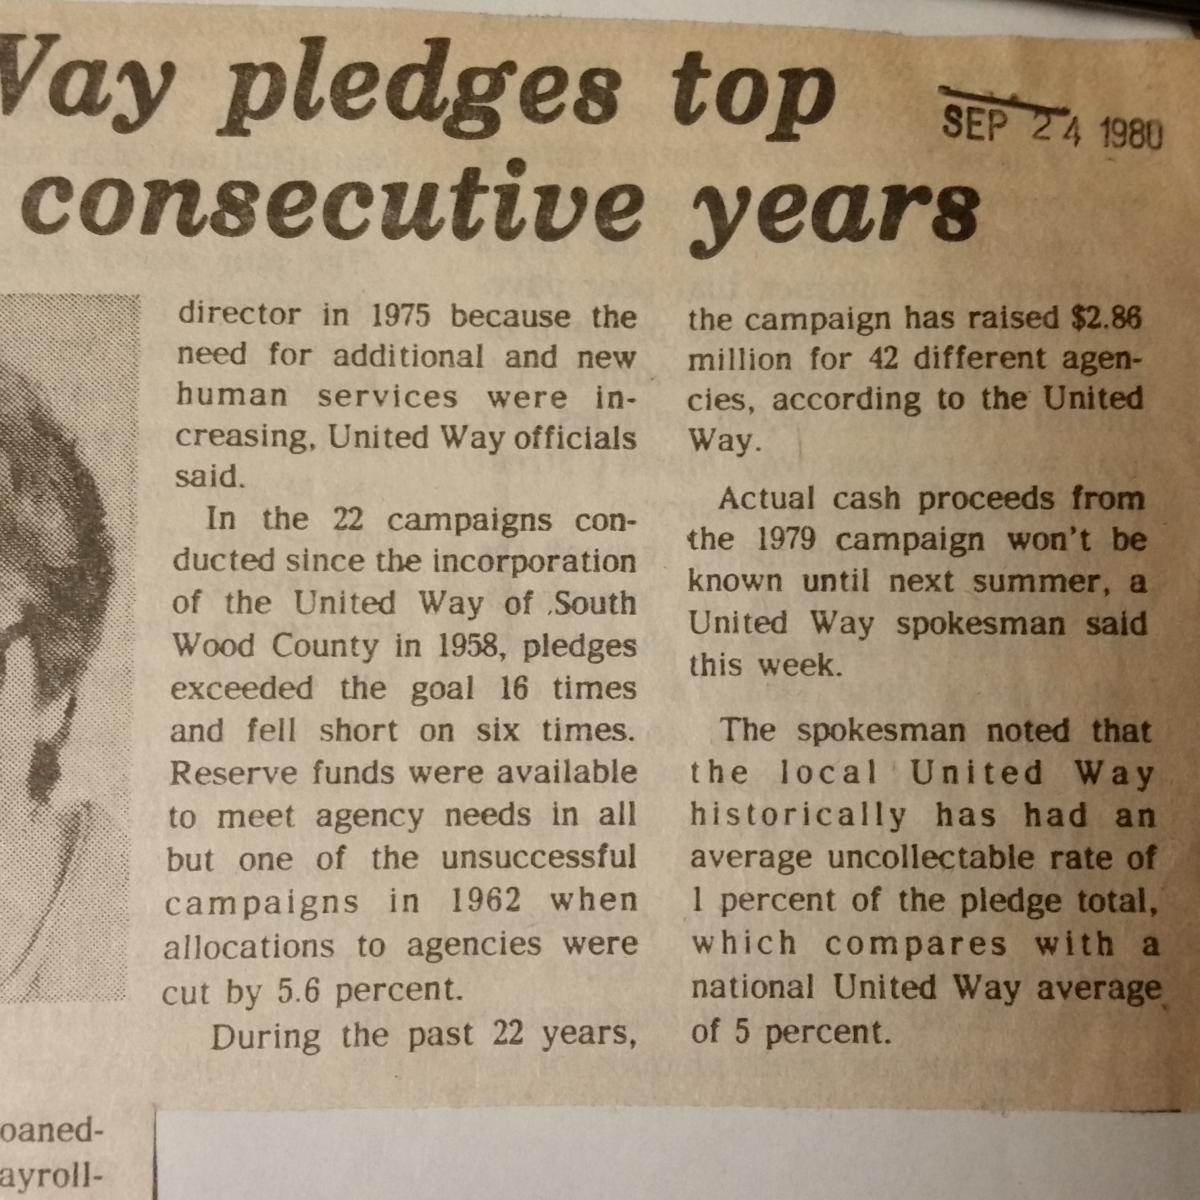 Way pledges top
consecutive years
SEP 24 1980
director in 1975 because the
need for additional and new
human services were in-
creasing, United Way officials
said.
In the 22 campaigns con-
ducted since the incorporation
of the United Way of South
Wood County in 1958, pledges
exceeded the goal 16 times
and fell short on six times.
Reserve funds were available
to meet agency needs in all
but one of the unsuccessful
campaigns in 1962 when
allocations to agencies were
cut by 5.6 percent.
During the past 22 years,
the campaign has raised $2.86
million for 42 different agen-
cies, according to the United
Way.
Actual cash proceeds from
the 1979 campaign won't be
known until next summer, a
United Way spokesman said
this week.
The spokesman noted that
the local United Way
historically has had an
average uncollectable rate of
1 percent of the pledge total,
which compares with a
national United Way average
of 5 percent.
oaned-
ayroll-